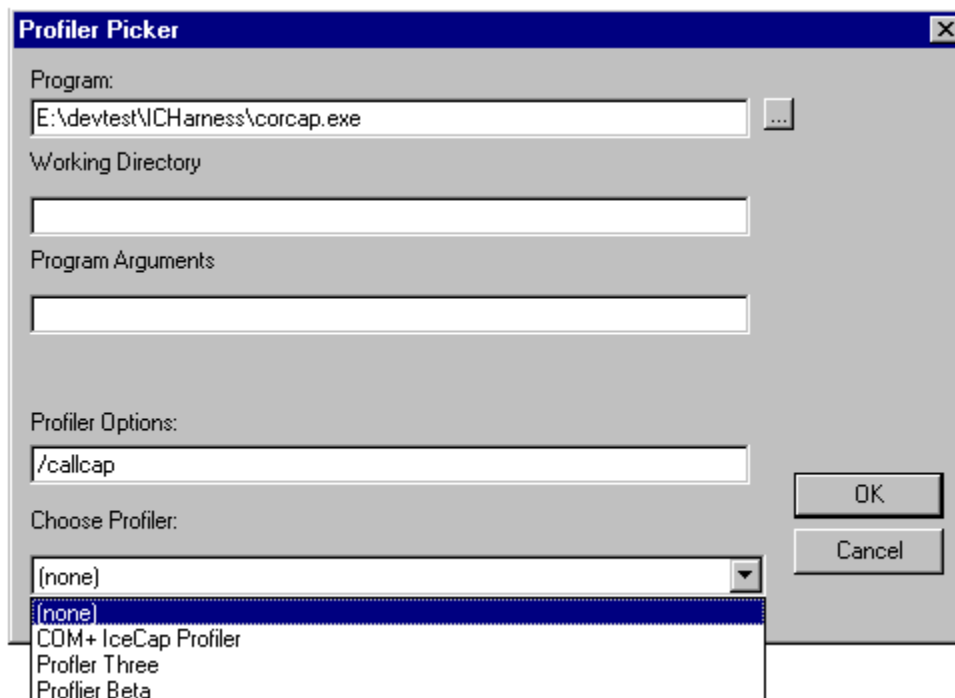 Profiler Picker
Program:
E:\devtest\ICHarness\corcap.exe
...
Working Directory
Program Arguments
Profiler Options:
/callcap
OK
Choose Profiler:
Cancel
(none)
(none)
COM+ IceCap Profiler
Profler Three
Proflier Beta